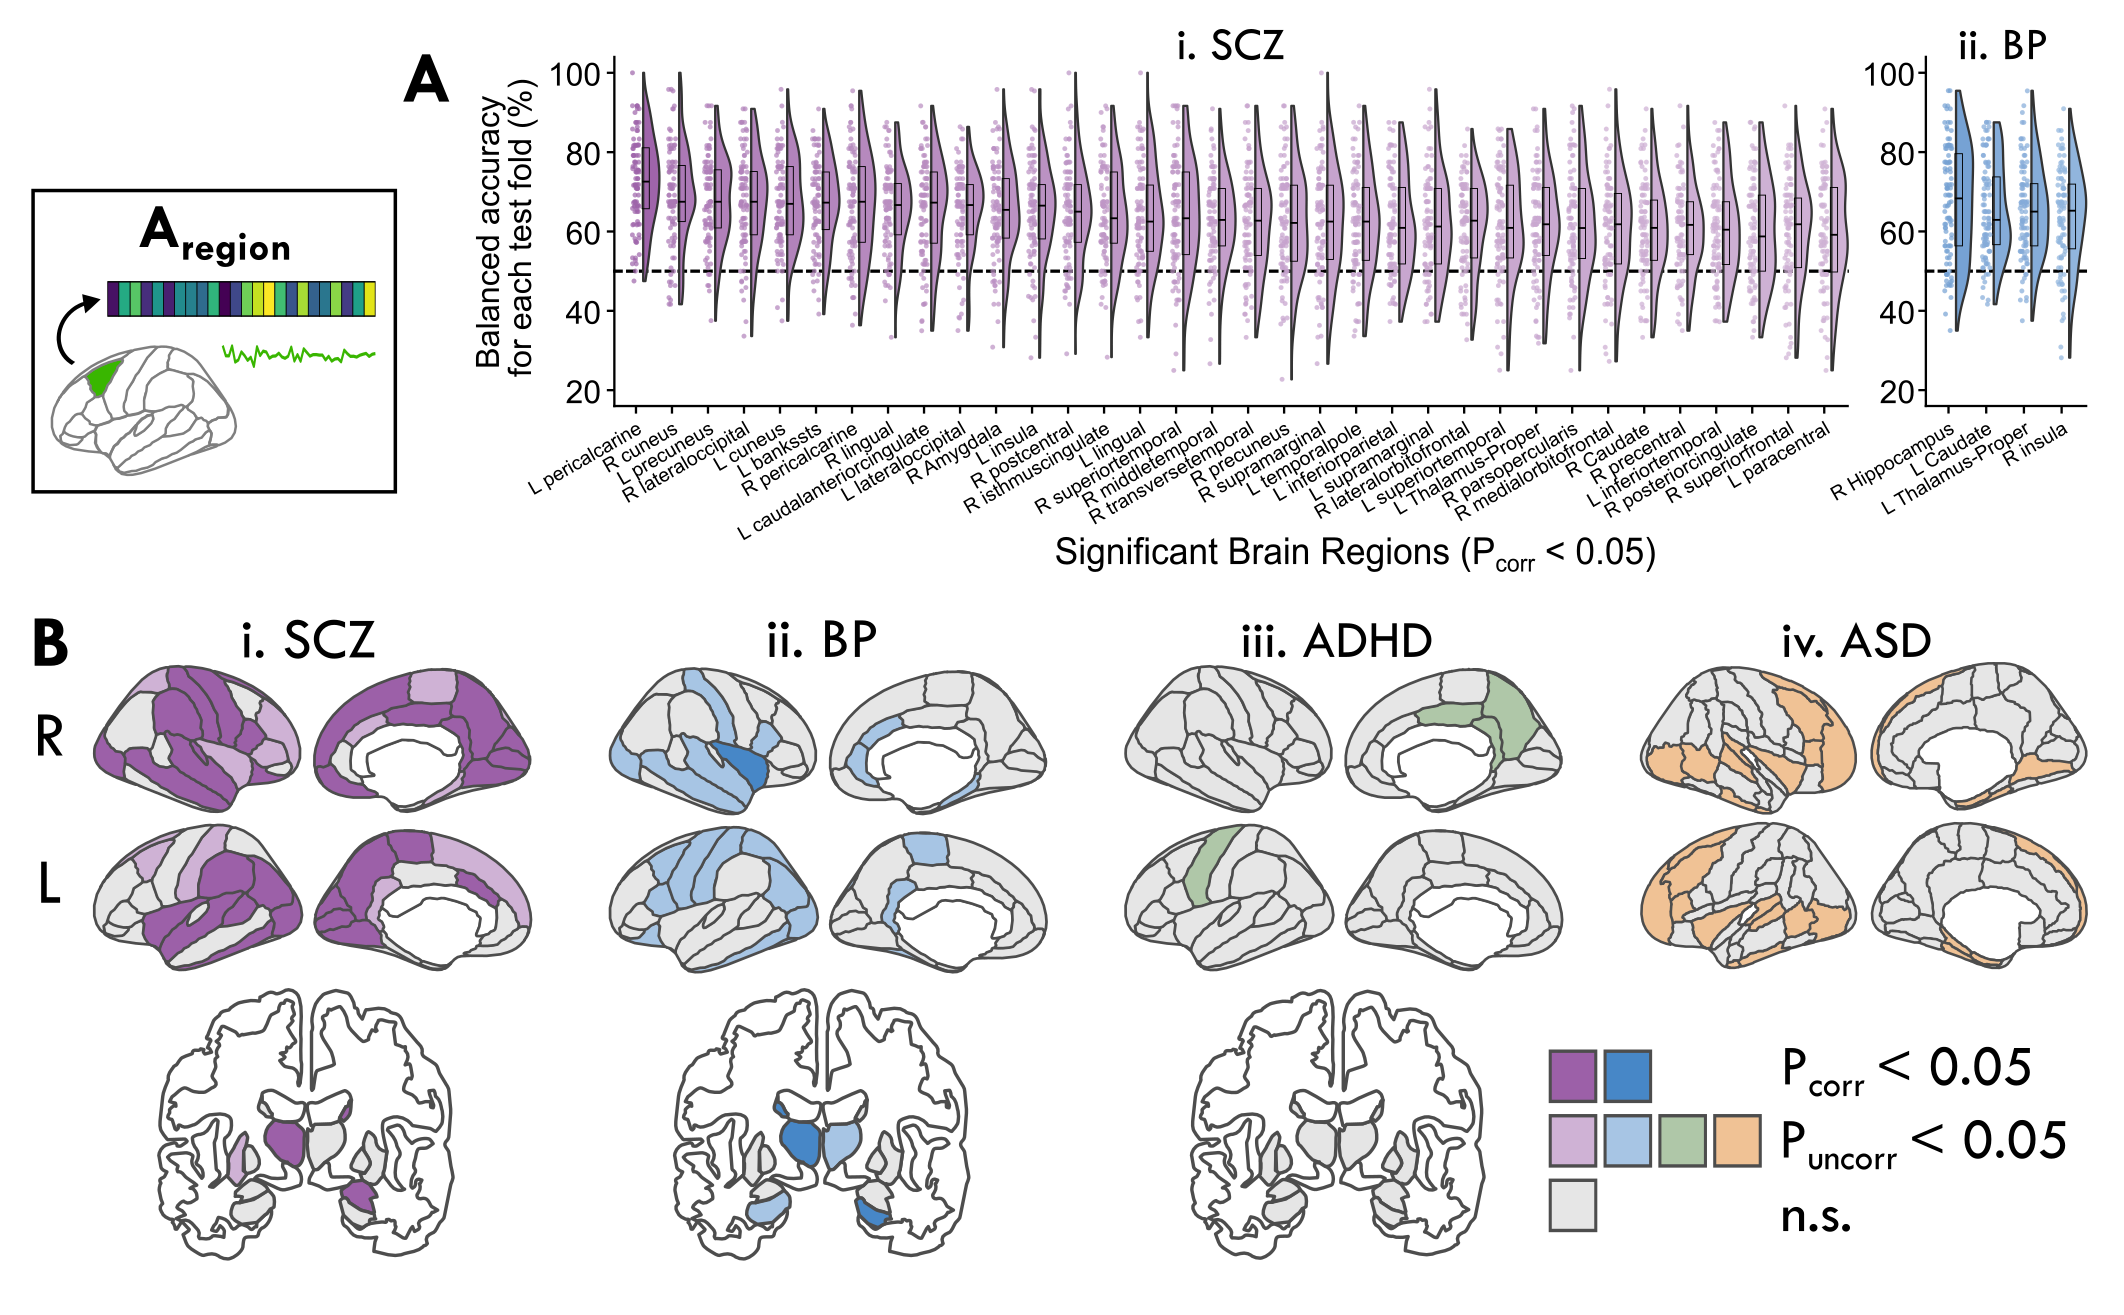 A
i. SCZ
ii. BP
A region
Balanced accuracy
for each test fold (%)
100
80
60
40
20
100
80
60
40
20
L pericalcarine
R cuneus
L precuneus
R lateraloccipital
L cuneus
L bankssts
R pericalcarine
R lingual
L caudalanteriorcingulate
L lateraloccipital
R Amygdala
L insula
R postcentral
R isthmuscingulate
L lingual
R superiortemporal
R middletemporal
R transversetemporal
R precuneus
R supramarginal
L temporalpole
L inferiorparietal
L supramarginal
R lateralorbitofrontal
L superiortemporal
L Thalamus-Proper
R parsopercularis
R medialorbitofrontal
R Caudate
R precentral
L inferiortemporal
R posteriorcingulate
R superiorfrontal
L paracentral
R Hippocampus
L Caudate
L Thalamus-Proper
R insula
Significant Brain Regions (Pcorr < 0.05)
B
i. SCZ
ii. BP
iii. ADHD
iv. ASD
R
L
Pcorr < 0.05
Puncorr < 0.05
n.s.